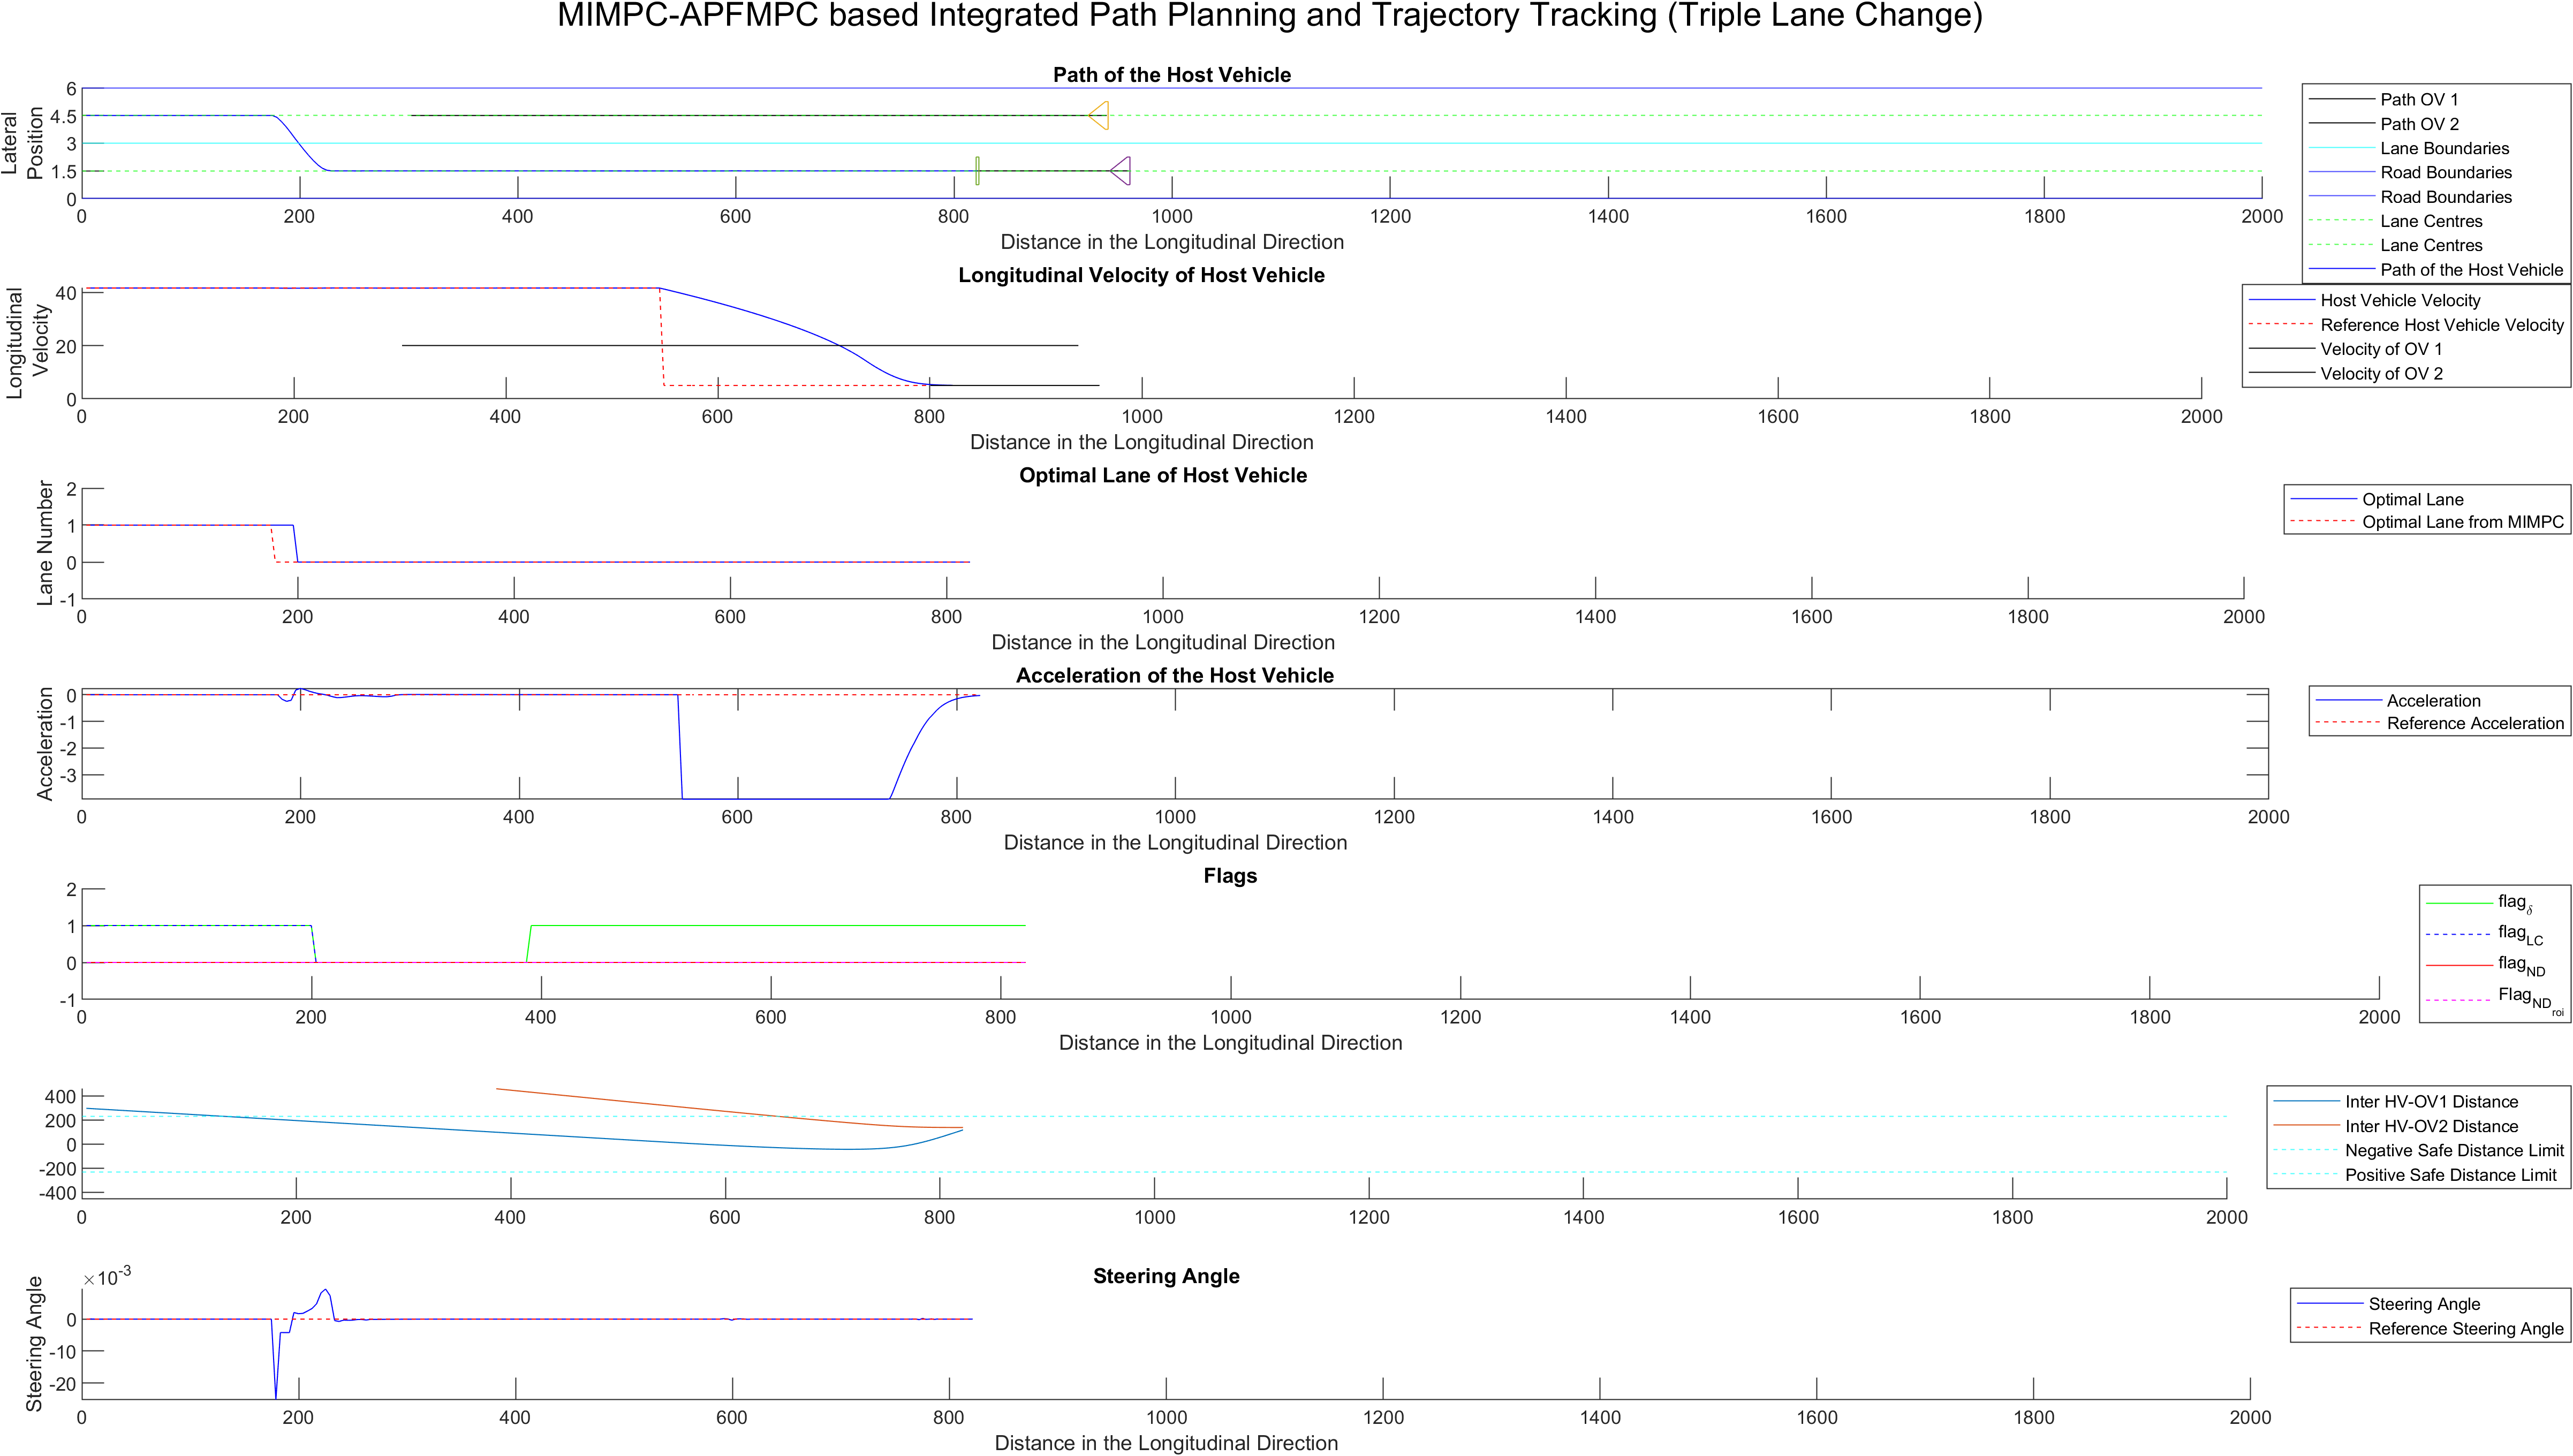 MIMPC-APFMPC based Integrated Path Planning and Trajectory Tracking (Triple Lane Change)
Path of the Host Vehicle
Lateral
Position
6
4.5
3
1.5
0
0 200 400 600 800 1000 1200 1400 1600 1800 2000
Distance in the Longitudinal Direction
Path OV 1
Path OV 2
Lane Boundaries
Road Boundaries
Road Boundaries
Lane Centres
Lane Centres
Path of the Host Vehicle
Longitudinal Velocity of Host Vehicle
Longitudinal
Velocity
40
20
0
0 200 400 600 800 1000 1200 1400 1600 1800 2000
Distance in the Longitudinal Direction
Host Vehicle Velocity
Reference Host Vehicle Velocity
Velocity of OV 1
Velocity of OV 2
Optimal Lane of Host Vehicle
Lane Number
2
1
0
-1
0 200 400 600 800 1000 1200 1400 1600 1800 2000
Distance in the Longitudinal Direction
Optimal Lane
Optimal Lane from MIMPC
Acceleration of the Host Vehicle
Acceleration
0
-1
-2
-3
0 200 400 600 800 1000 1200 1400 1600 1800 2000
Distance in the Longitudinal Direction
Acceleration
Reference Acceleration
Flags
2
1
0
-1
0 200 400 600 800 1000 1200 1400 1600 1800 2000
Distance in the Longitudinal Direction
flag δ
flag LC
flag ND
Flag ND roi
400
200
0
-200
-400
0 200 400 600 800 1000 1200 1400 1600 1800 2000
Inter HV-OV1 Distance
Inter HV-OV2 Distance
Negative Safe Distance Limit
Positive Safe Distance Limit
Steering Angle
×10-3
Steering Angle
0
-10
-20
0 200 400 600 800 1000 1200 1400 1600 1800 2000
Distance in the Longitudinal Direction
Steering Angle
Reference Steering Angle